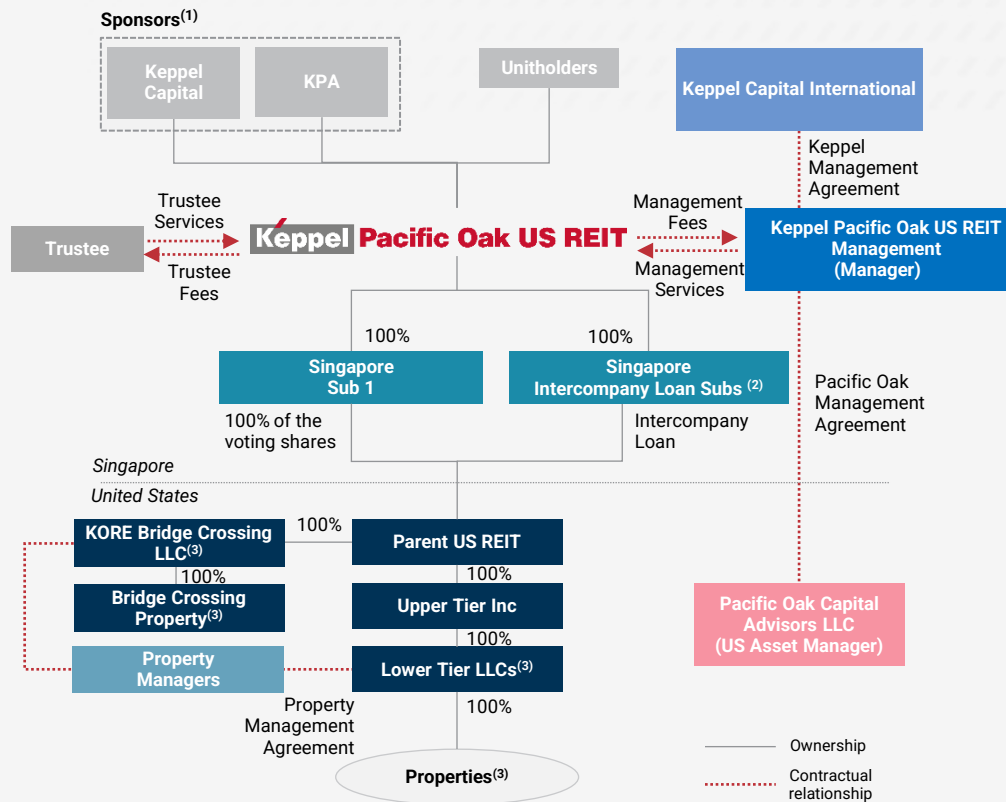 Sponsors(1)
Keppel
Capital
KPA
Unitholders
Keppel Capital International
Keppel
Management
Agreement
Trustee
Trustee
Services
Trustee
Fees
Keppel Pacific Oak US REIT
Management
Fees
Management
Services
Keppel Pacific Oak US REIT
Management
(Manager)
100%
100%
Singapore
Sub 1
Singapore
Intercompany Loan Subs (2)
100% of the
voting shares
Intercompany
Loan
Pacific Oak
Management
Agreement
Singapore
United States
KORE Bridge Crossing
LLC(3)
100%
Parent US REIT
100%
100%
Bridge Crossing
Property(3)
Upper Tier Inc
100%
Property
Managers
Lower Tier LLCs(3)
Pacific Oak Capital
Advisors LLC
(US Asset Manager)
Property
Management
Agreement
100%
Properties(3)
Ownership
Contractual
relationship